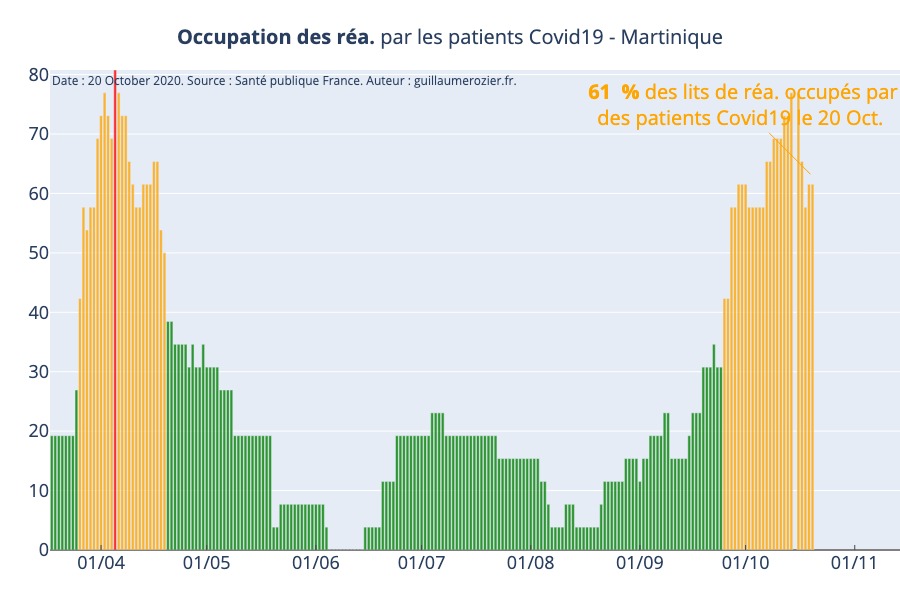 Occupation des réa. par les patients Covid19 - Martinique
Date : 20 October 2020. Source : Santé publique France. Auteur : guillaumerozier.fr.
61 % des lits de réa. occupés par
des patients Covid19 le 20 Oct.
80
70
60
50
40
30
20
10
0
01/04 01/05 01/06 01/07 01/08 01/09 01/10 01/11